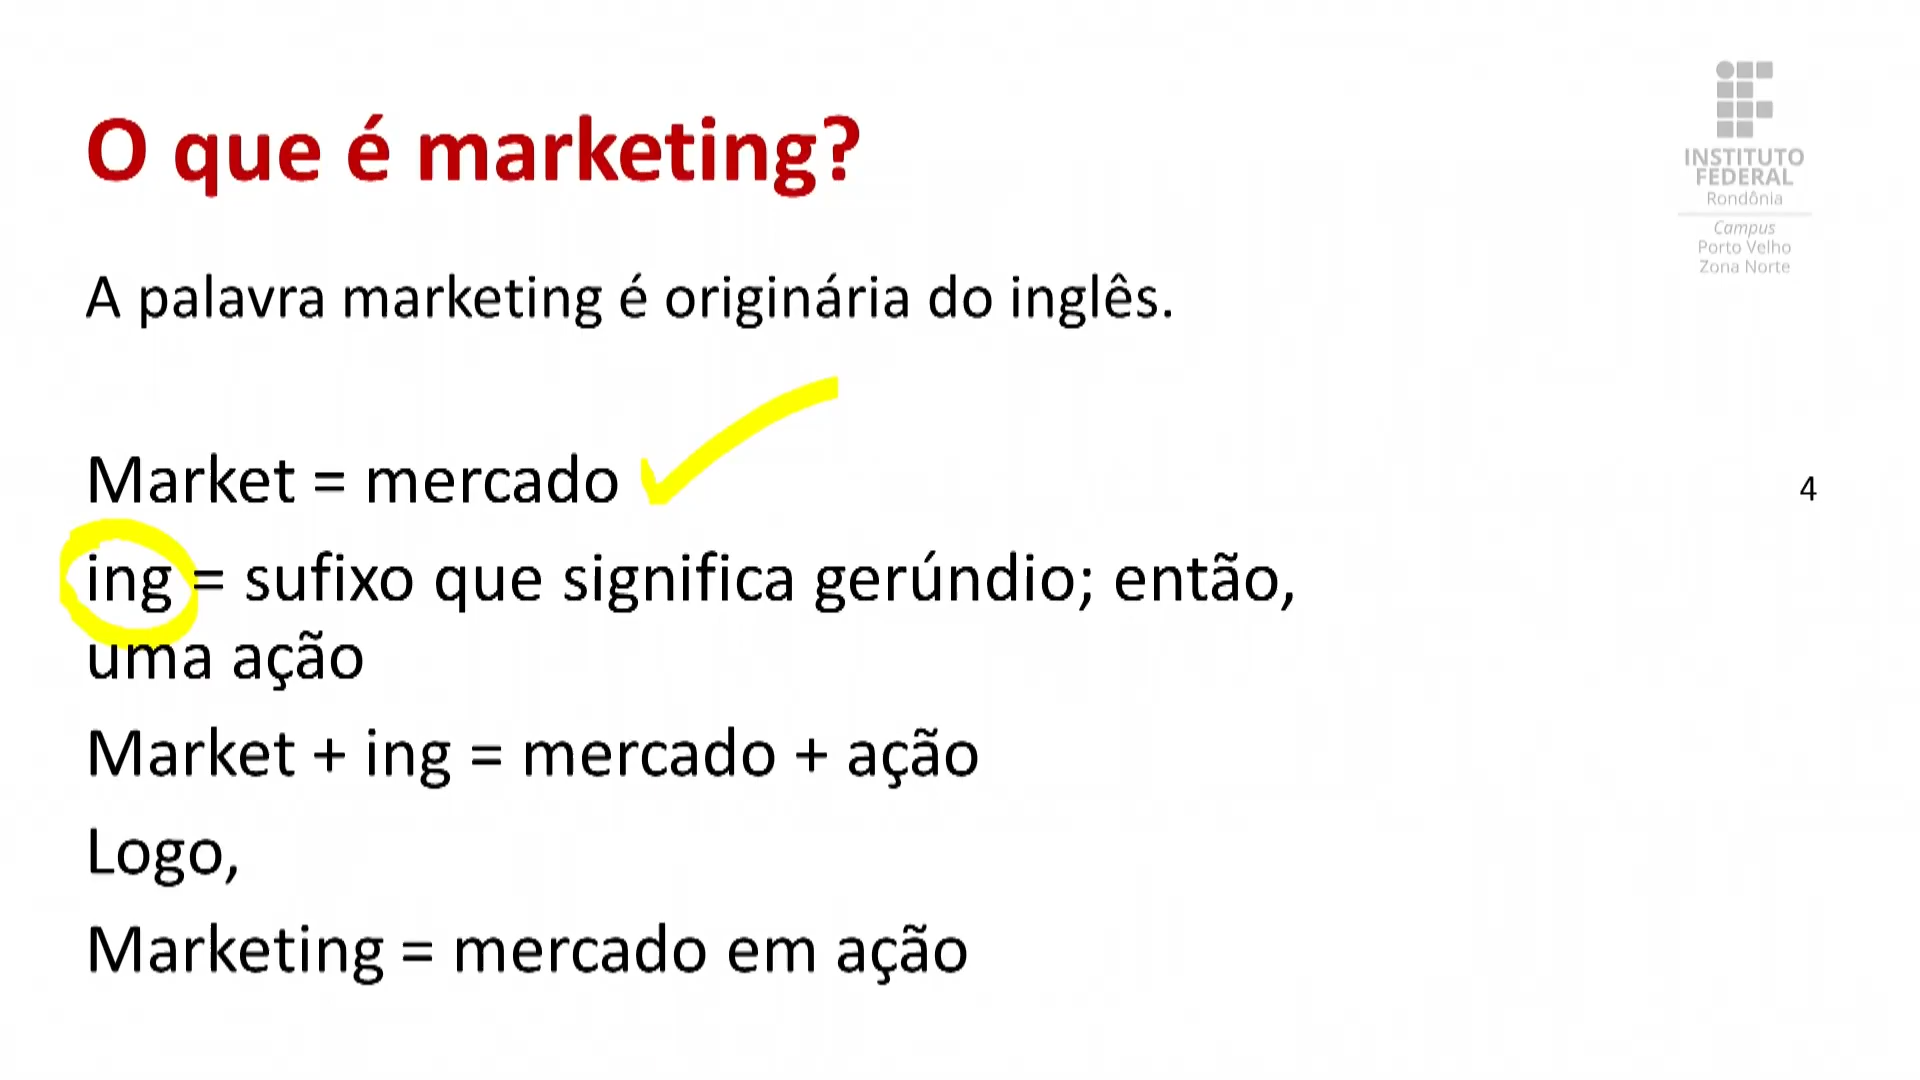 O que é marketing?
INSTITUTO
FEDERAL
Rondônia
Campus
Porto Velho
Zona Norte
A palavra marketing é originária do inglês.
Market = mercado
4
ing = sufixo que significa gerúndio; então,
uma ação
Market + ing = mercado + ação
Logo,
Marketing = mercado em ação